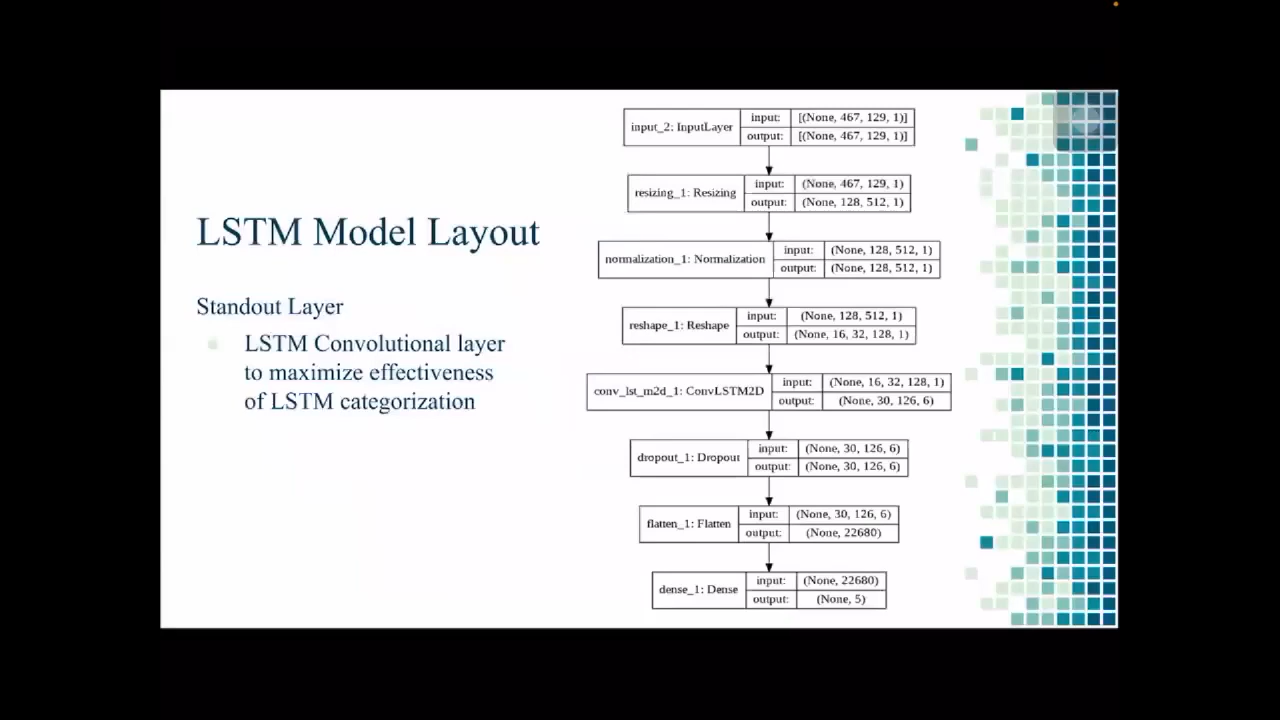 LSTM Model Layout
Standout Layer
LSTM Convolutional layer
to maximize effectiveness
of LSTM categorization
input_2: InputLayer
input: [(None, 467, 129, 1)]
output: [(None, 467, 129, 1)]
resizing_1: Resizing
input: (None, 467, 129, 1)
output: (None, 128, 512, 1)
normalization_1: Normalization
input: (None, 128, 512, 1)
output: (None, 128, 512, 1)
reshape_1: Reshape
input: (None, 128, 512, 1)
output: (None, 16, 32, 128, 1)
conv_lst_m2d_1: ConvLSTM2D
input: (None, 16, 32, 128, 1)
output: (None, 30, 126, 6)
dropout_1: Dropout
input: (None, 30, 126, 6)
output: (None, 30, 126, 6)
flatten_1: Flatten
input: (None, 30, 126, 6)
output: (None, 22680)
dense_1: Dense
input: (None, 22680)
output: (None, 5)